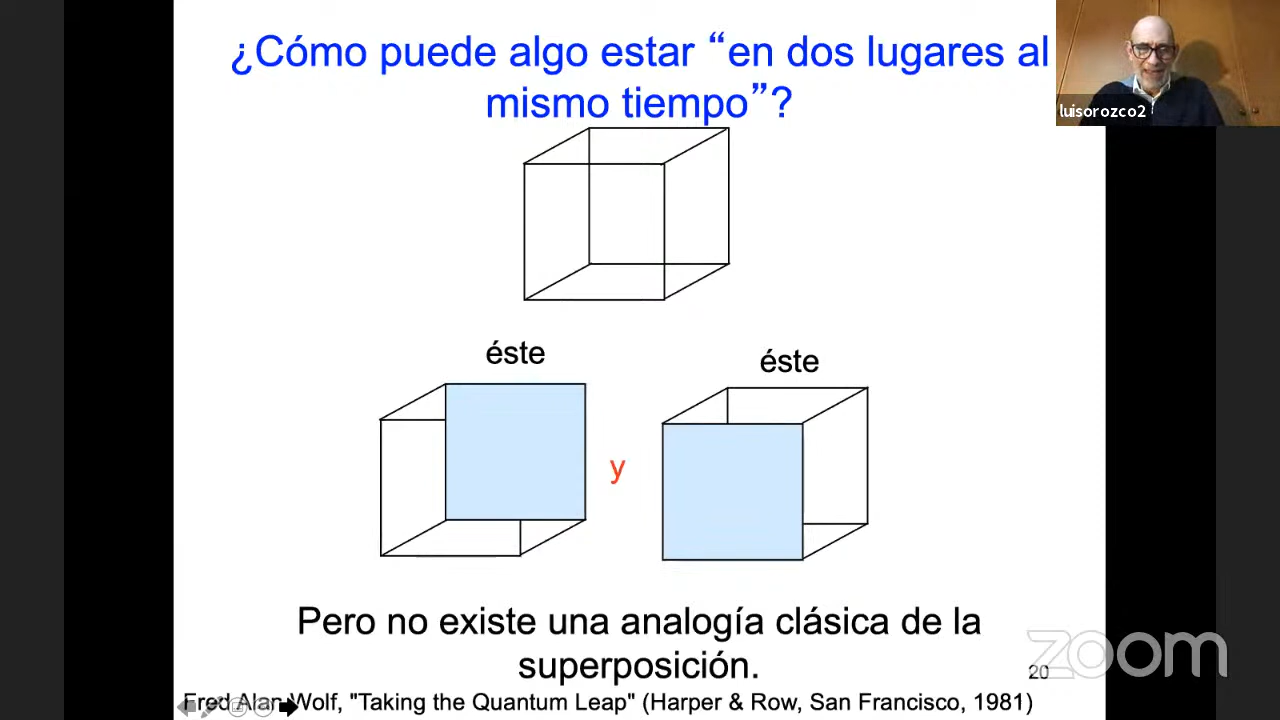 ¿Cómo puede algo estar “en dos lugares al
mismo tiempo”?
luisorozco2
éste
éste
y
Pero no existe una analogía clásica de la
superposición.
20
zoom
Fred Alan Wolf, "Taking the Quantum Leap" (Harper & Row, San Francisco, 1981)